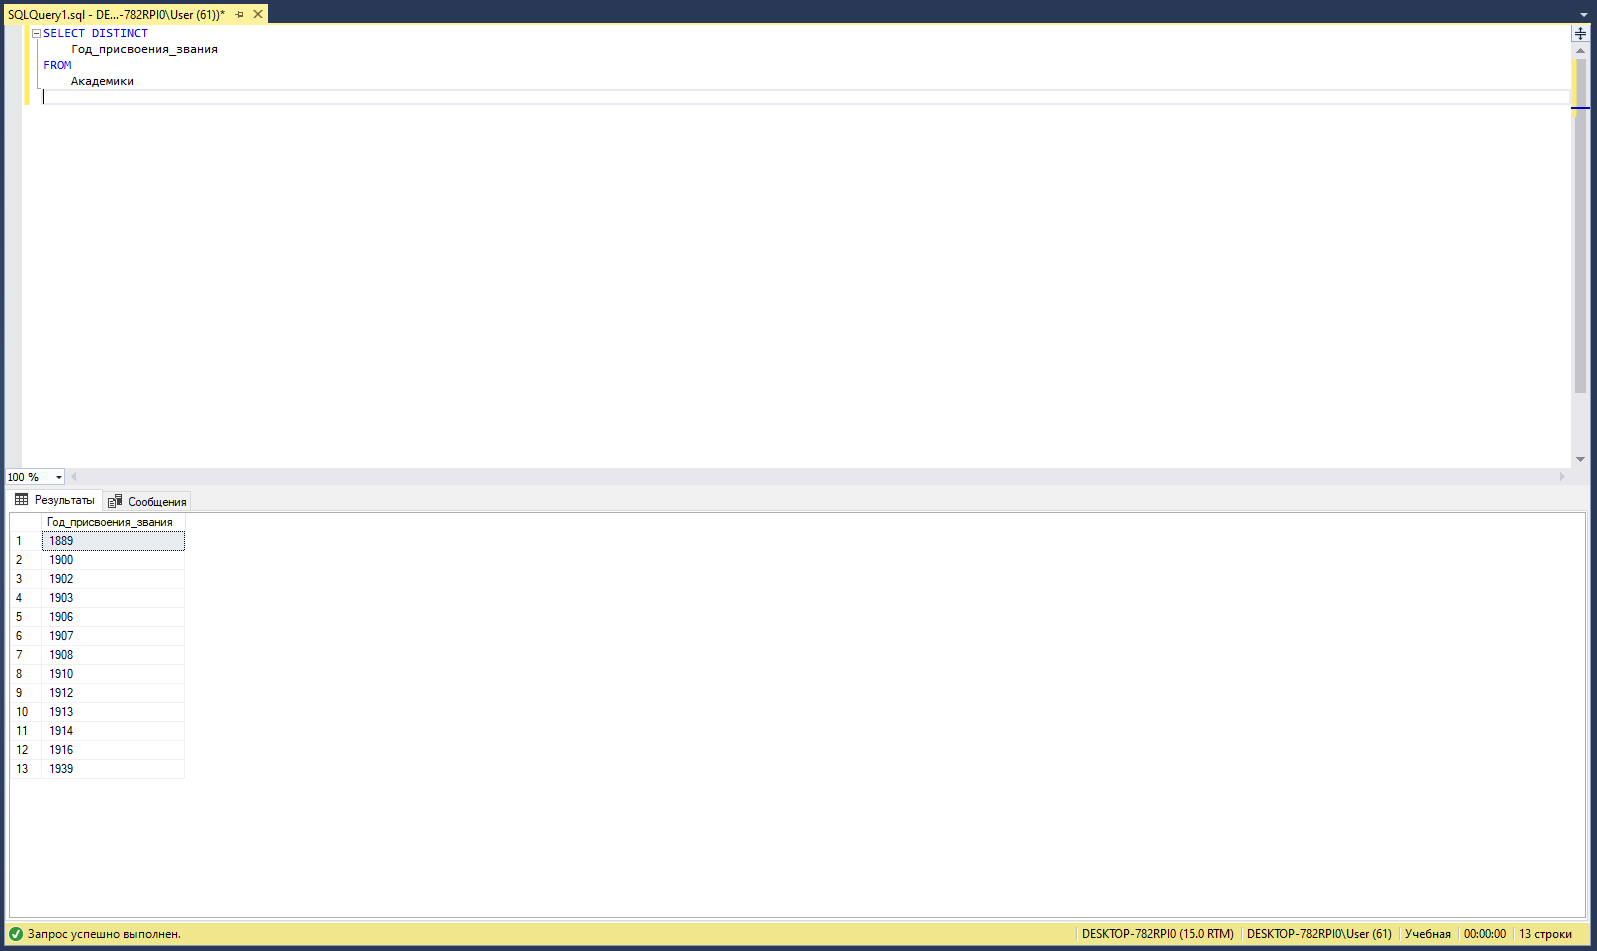 SQLQuery1.sql - DE...-782RPI0\User (61))*
SELECT DISTINCT
Год_присвоения_звания
FROM
Академики
100 %
Результаты Сообщения
Год_присвоения_звания
1 1889
2 1900
3 1902
4 1903
5 1906
6 1907
7 1908
8 1910
9 1912
10 1913
11 1914
12 1916
13 1939
Запрос успешно выполнен. DESKTOP-782RPI0 (15.0 RTM) DESKTOP-782RPI0\User (61) Учебная 00:00:00 13 строки